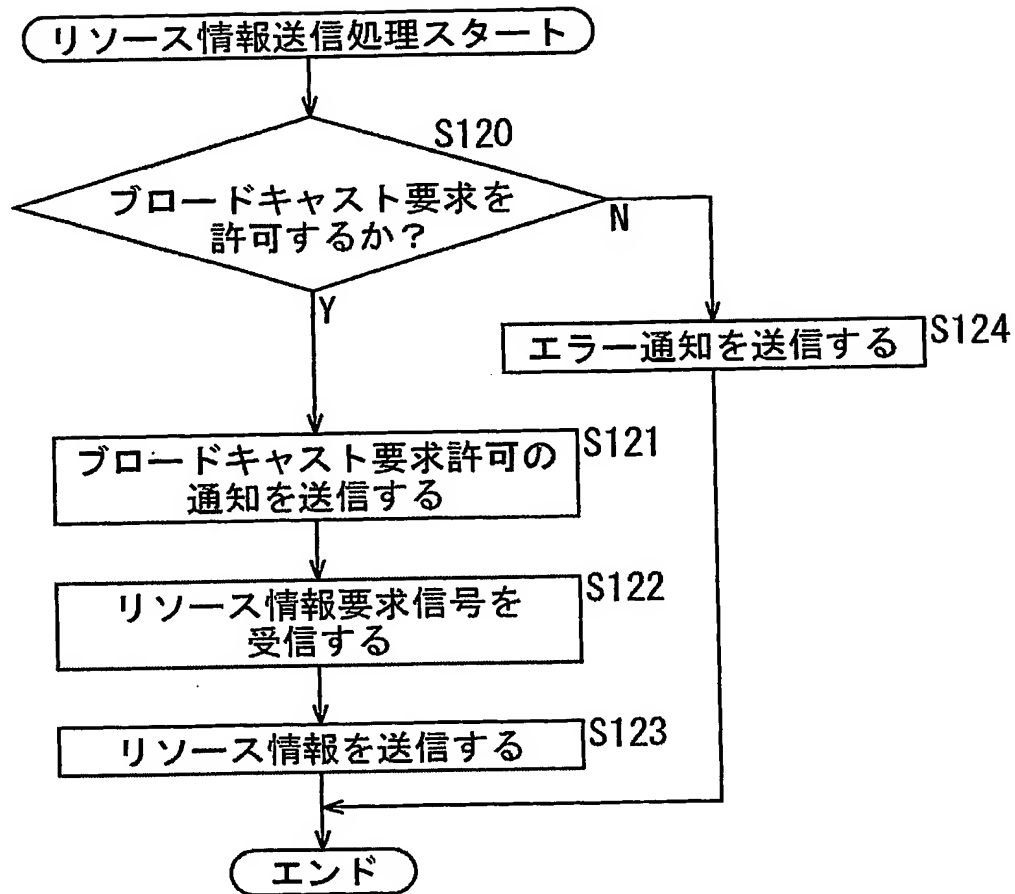 リソース情報送信処理スタート
S120
ブロードキャスト要求を
許可するか?
N
Y
エラー通知を送信する
S124
ブロードキャスト要求許可の
通知を送信する
S121
リソース情報要求信号を
受信する
S122
リソース情報を送信する
S123
エンド